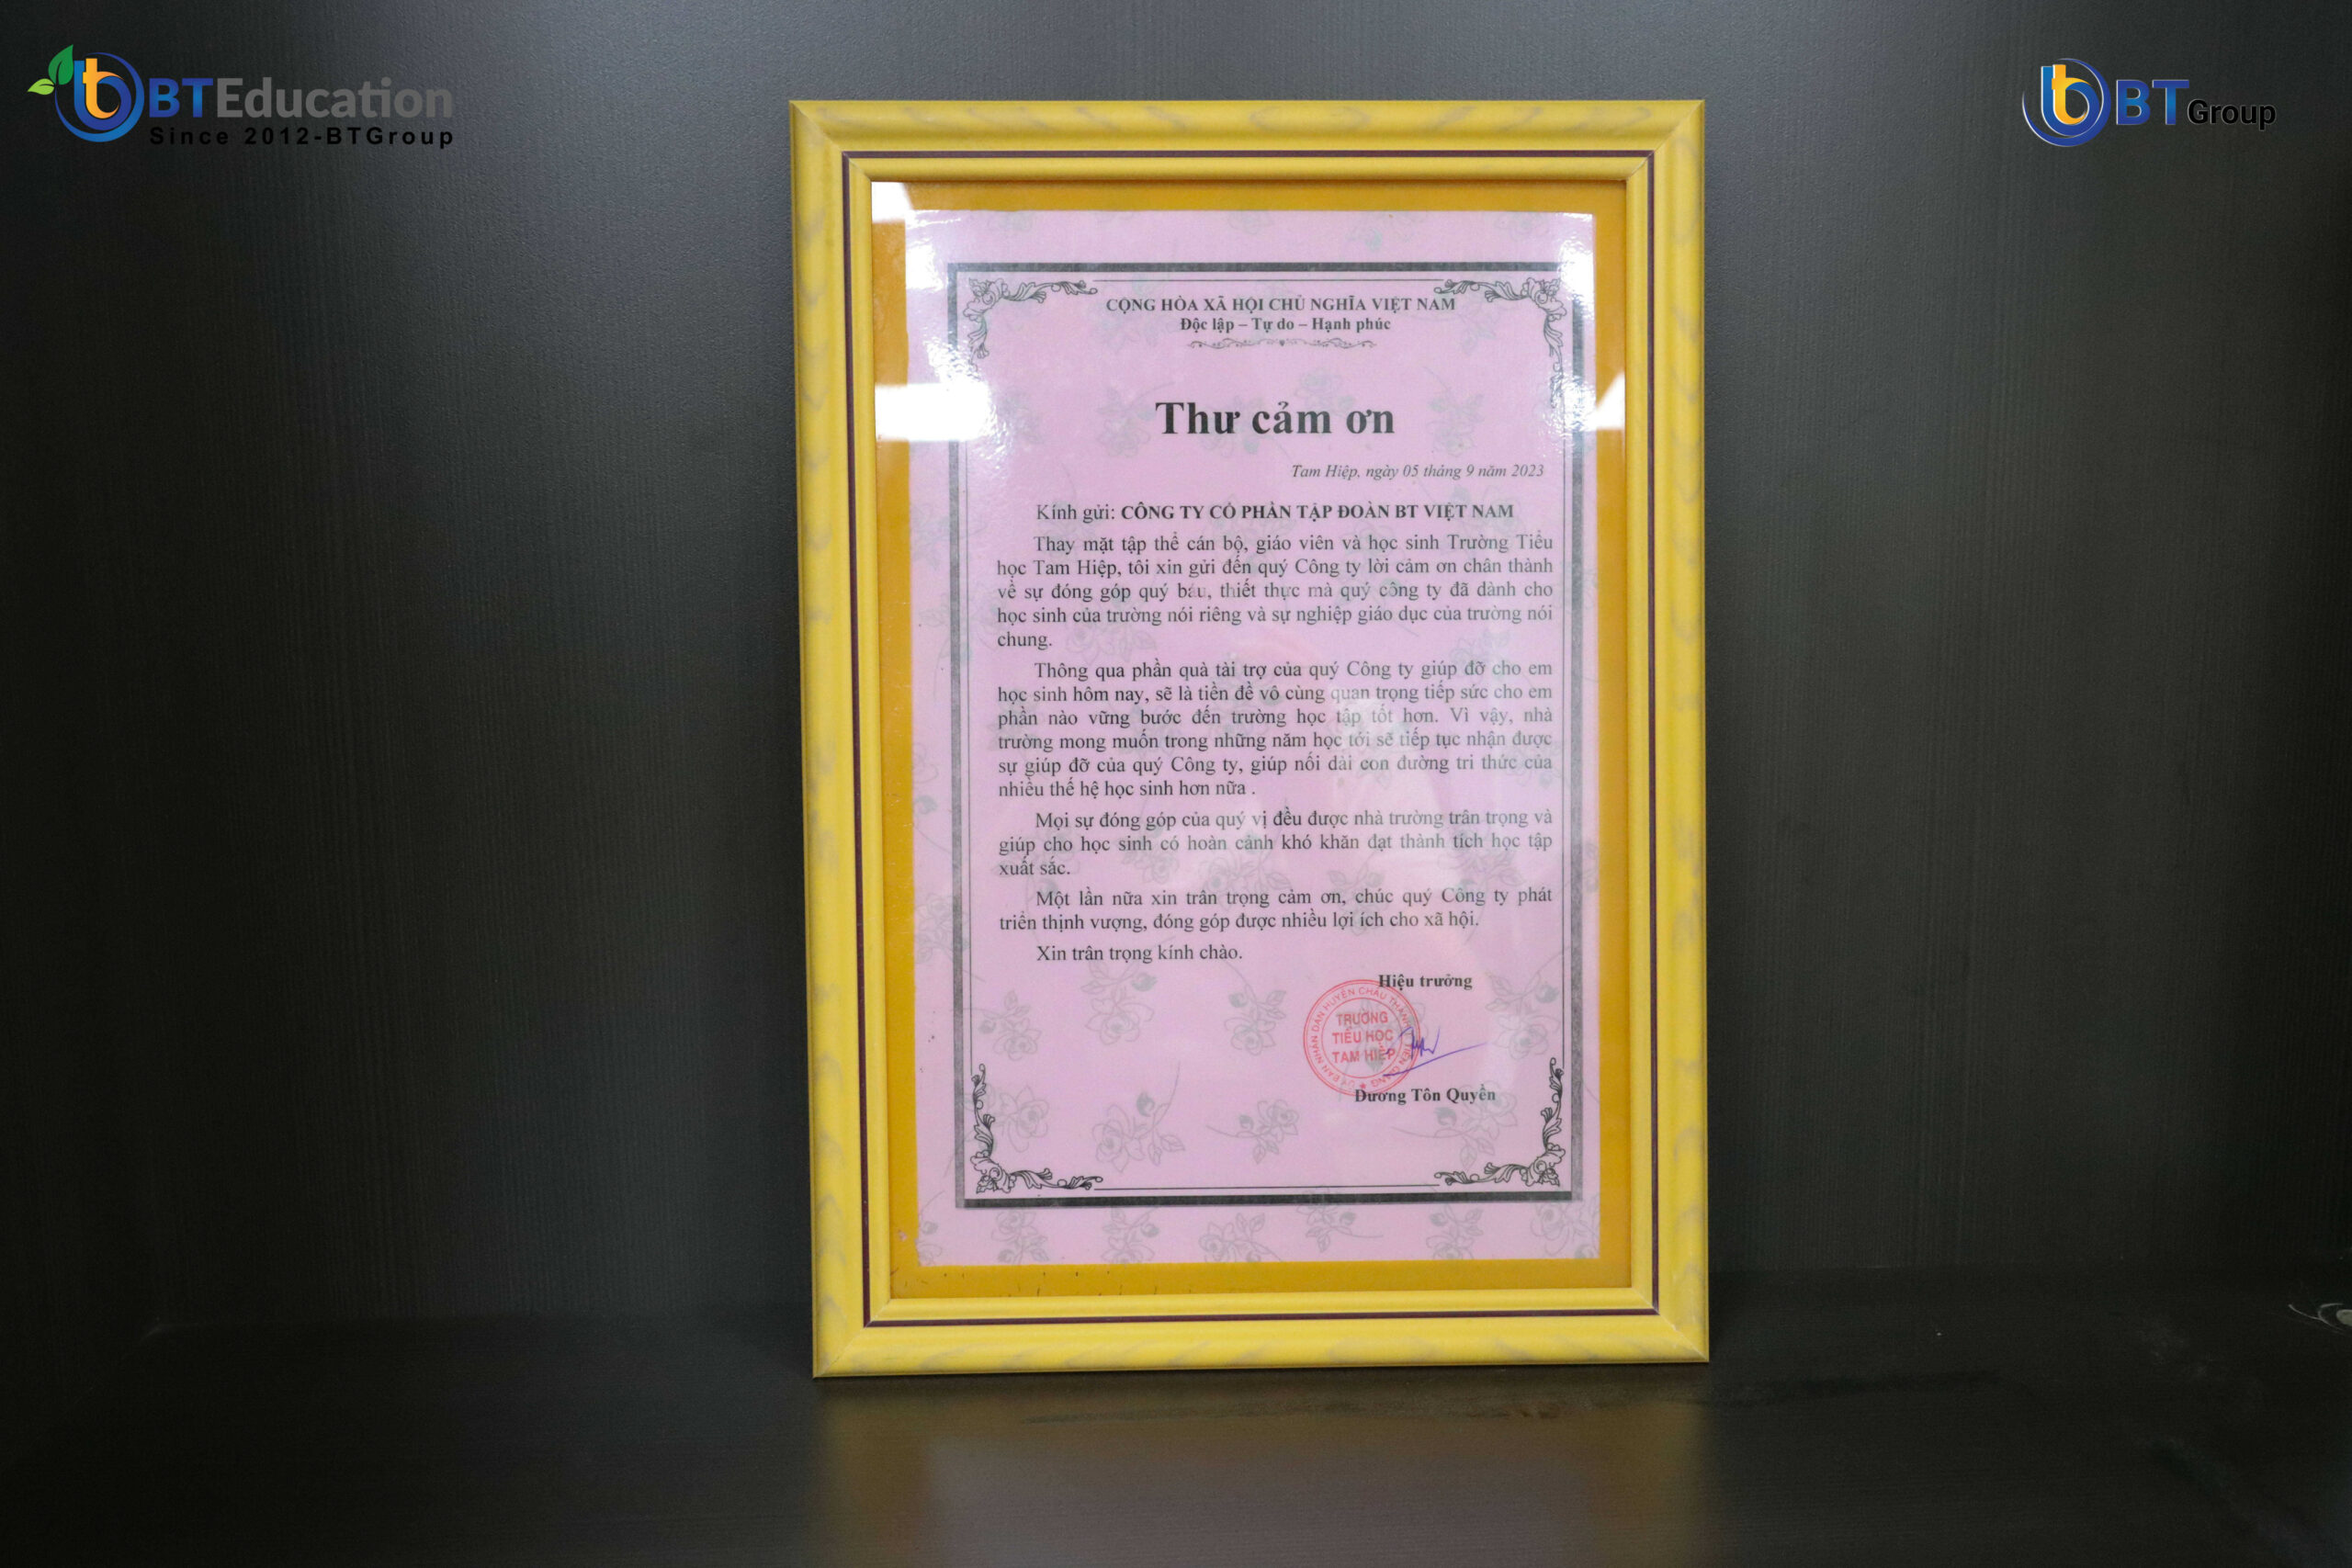 BTEducation
Since 2012-BTGroup
BT Group
CỘNG HÒA XÃ HỘI CHỦ NGHĨA VIỆT NAM
Độc lập – Tự do – Hạnh phúc
Thư cảm ơn
Tam Hiệp, ngày 05 tháng 9 năm 2023
Kính gửi: CÔNG TY CỔ PHẦN TẬP ĐOÀN BT VIỆT NAM
Thay mặt tập thể cán bộ, giáo viên và học sinh Trường Tiểu
học Tam Hiệp, tôi xin gửi đến quý Công ty lời cảm ơn chân thành
về sự đóng góp quý báu, thiết thực mà quý công ty đã dành cho
học sinh của trường nói riêng và sự nghiệp giáo dục của trường nói
chung.
Thông qua phần quà tài trợ của quý Công ty giúp đỡ cho em
học sinh hôm nay, sẽ là tiền đề vô cùng quan trọng tiếp sức cho em
phần nào vững bước đến trường học tập tốt hơn. Vì vậy, nhà
trường mong muốn trong những năm học tới sẽ tiếp tục nhận được
sự giúp đỡ của quý Công ty, giúp nối dài con đường tri thức của
nhiều thế hệ học sinh hơn nữa .
Mọi sự đóng góp của quý vị đều được nhà trường trân trọng và
giúp cho học sinh có hoàn cảnh khó khăn đạt thành tích học tập
xuất sắc.
Một lần nữa xin trân trọng cảm ơn, chúc quý Công ty phát
triển thịnh vượng, đóng góp được nhiều lợi ích cho xã hội.
Xin trân trọng kính chào.
Hiệu trưởng
TRƯỜNG
TIỂU HỌC
TAM HIỆP
Dương Tôn Quyền